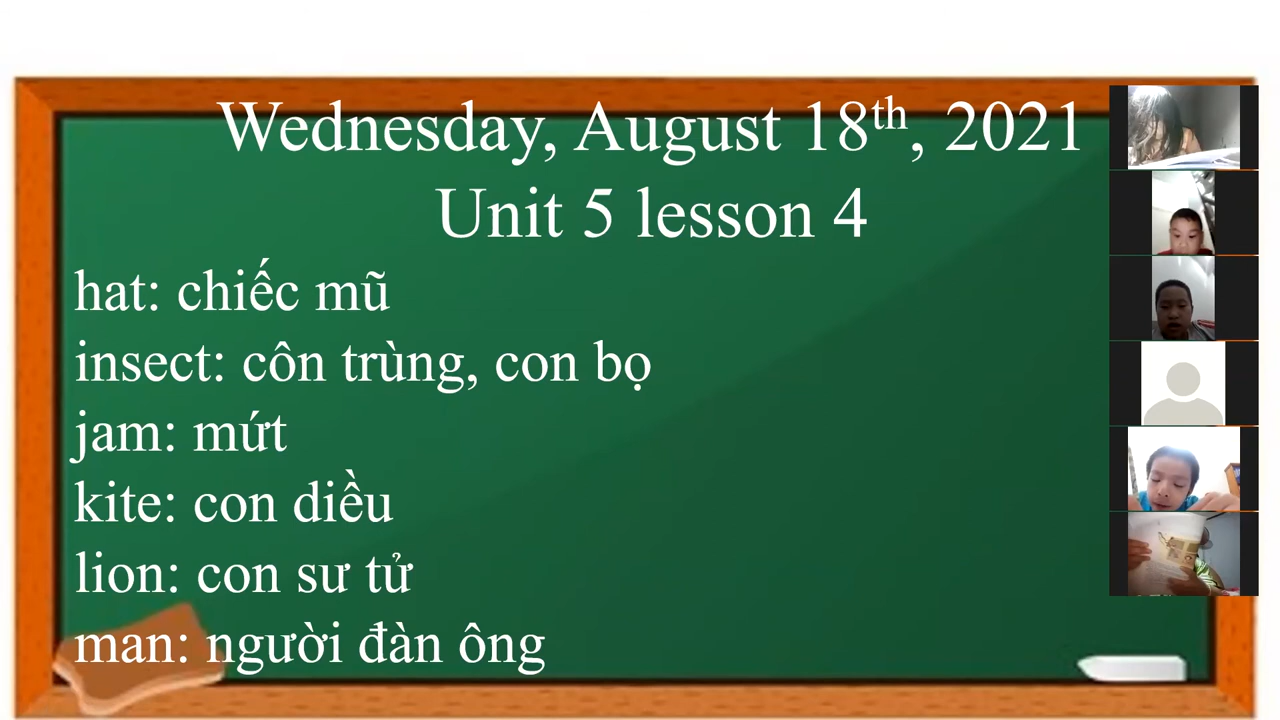 Wednesday, August 18th, 2021
Unit 5 lesson 4
hat: chiếc mũ
insect: côn trùng, con bọ
jam: mứt
kite: con diều
lion: con sư tử
man: người đàn ông